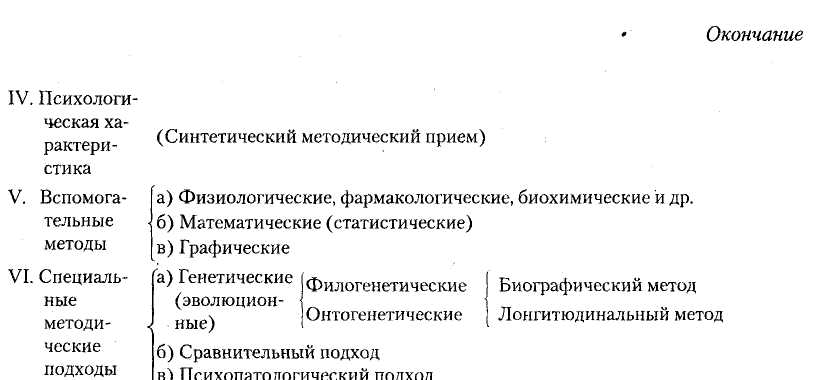 Окончание
IV. Психологи-
ческая ха-
рактери-
стика
(Синтетический методический прием)
V. Вспомога-
тельные
методы
а) Физиологические, фармакологические, биохимические и др.
б) Математические (статистические)
в) Графические
VI. Специаль-
ные
методи-
ческие
подходы
а) Генетические
(эволюцион-
ные)
Филогенетические
Онтогенетические
Биографический метод
Лонгитюдинальный метод
б) Сравнительный подход
в) Психопатологический подход